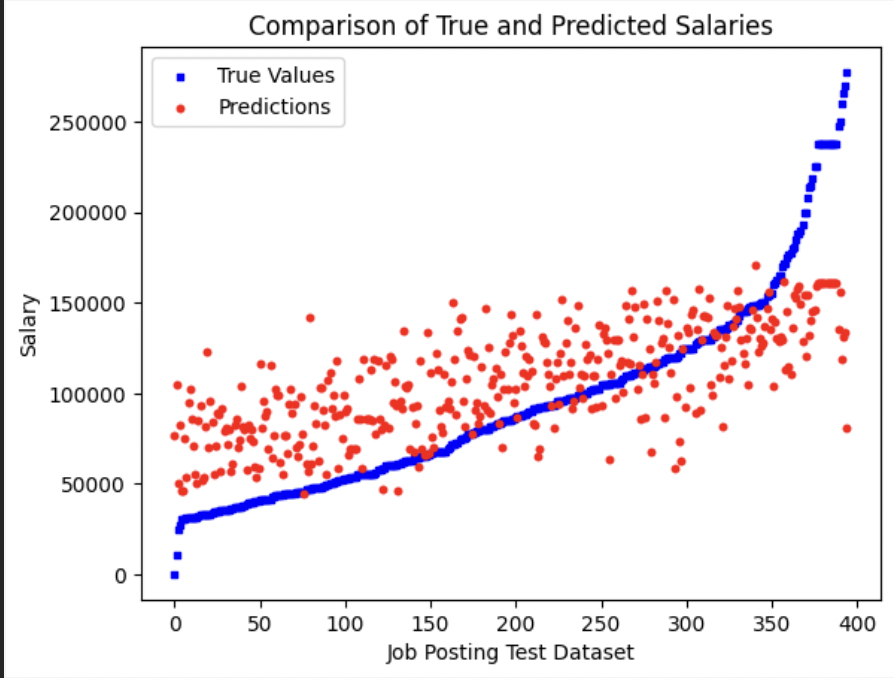 Comparison of True and Predicted Salaries
True Values
Predictions
250000
200000
150000
100000
50000
0
Salary
0 50 100 150 200 250 300 350 400
Job Posting Test Dataset